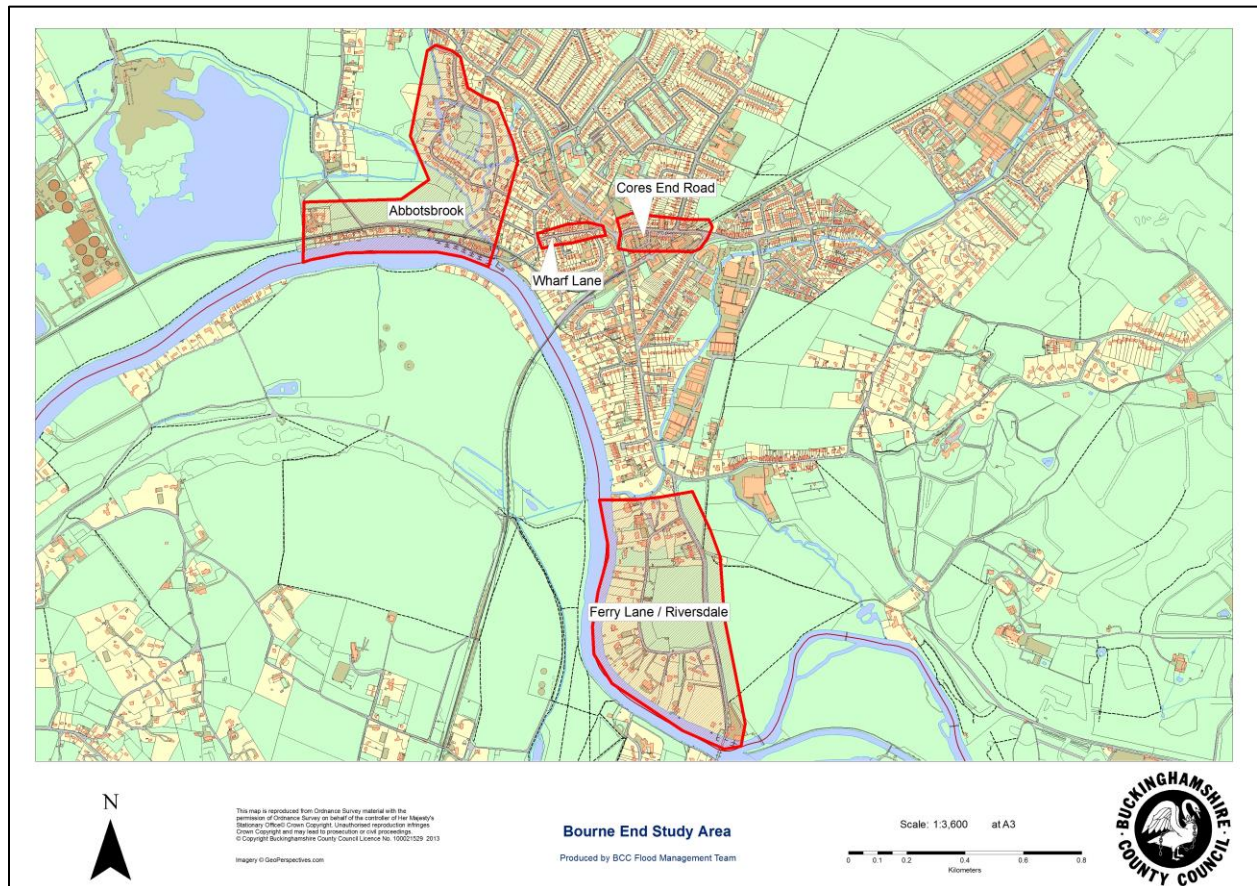 Cores End Road
Abbotsbrook
Wharf Lane
Ferry Lane / Riversdale
N
This map is reproduced from Ordnance Survey material with the
permission of Ordnance Survey on behalf of the controller of Her Majesty's
Stationary Office© Crown Copyright. Unauthorised reproduction infringes
Crown Copyright and may lead to prosecution or civil proceedings.
© Copyright Buckinghamshire County Council Licence No. 100021529 2013
Imagery © GeoPerspectives.com
Bourne End Study Area
Produced by BCC Flood Management Team
Scale: 1:3,600 at A3
0 0.1 0.2 0.4 0.6 0.8
Kilometers
BUCKINGHAMSHIRE
COUNTY COUNCIL